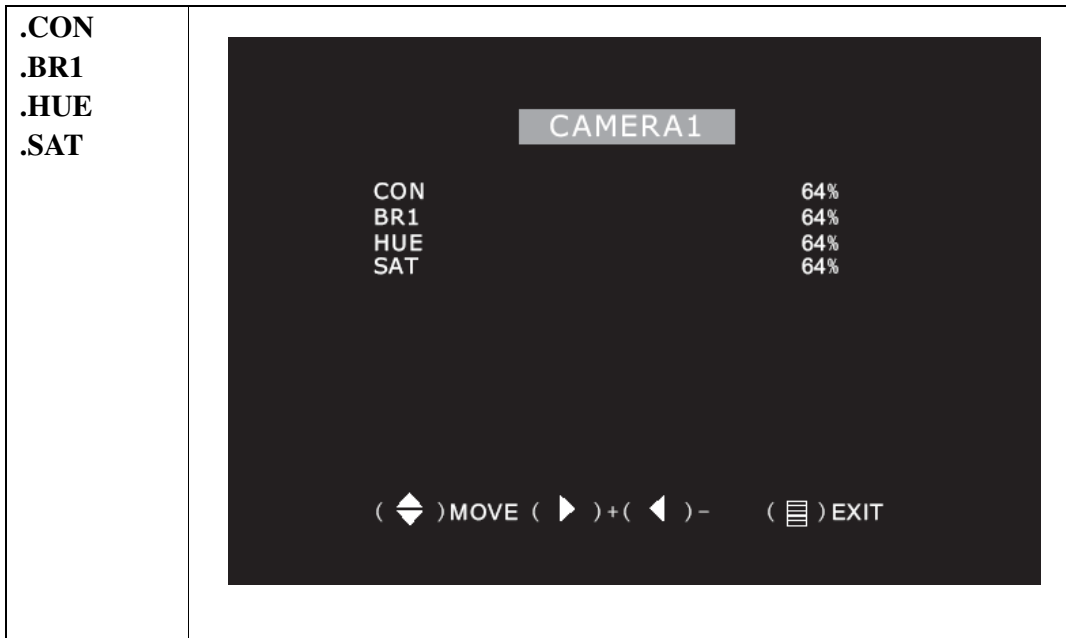 .CON
.BR1
.HUE
.SAT
CAMERA1
CON 64%
BR1 64%
HUE 64%
SAT 64%
( )MOVE ( )+( )- ( )EXIT